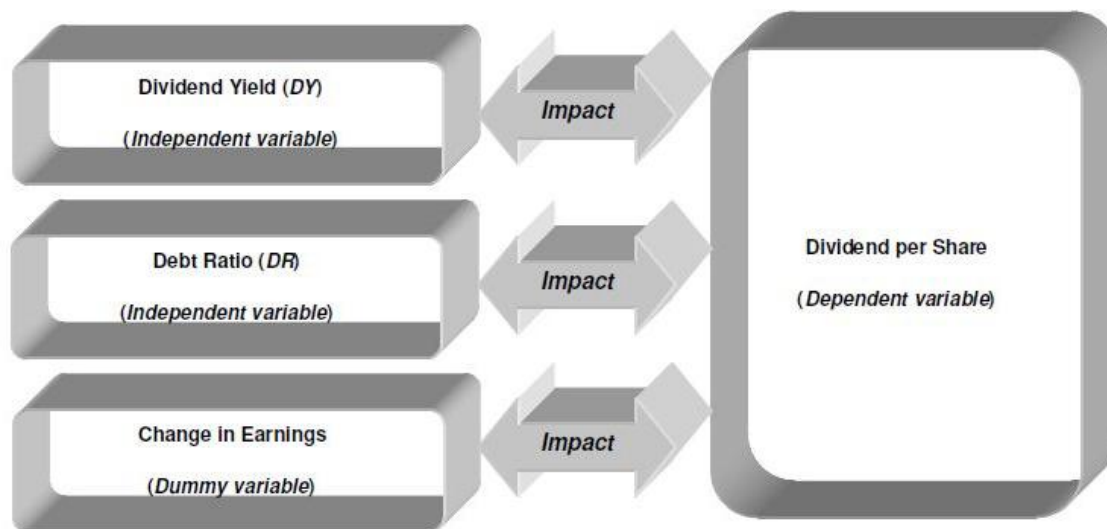 Dividend Yield (DY)
(Independent variable)
Impact
Debt Ratio (DR)
(Independent variable)
Impact
Change in Earnings
(Dummy variable)
Impact
Dividend per Share
(Dependent variable)